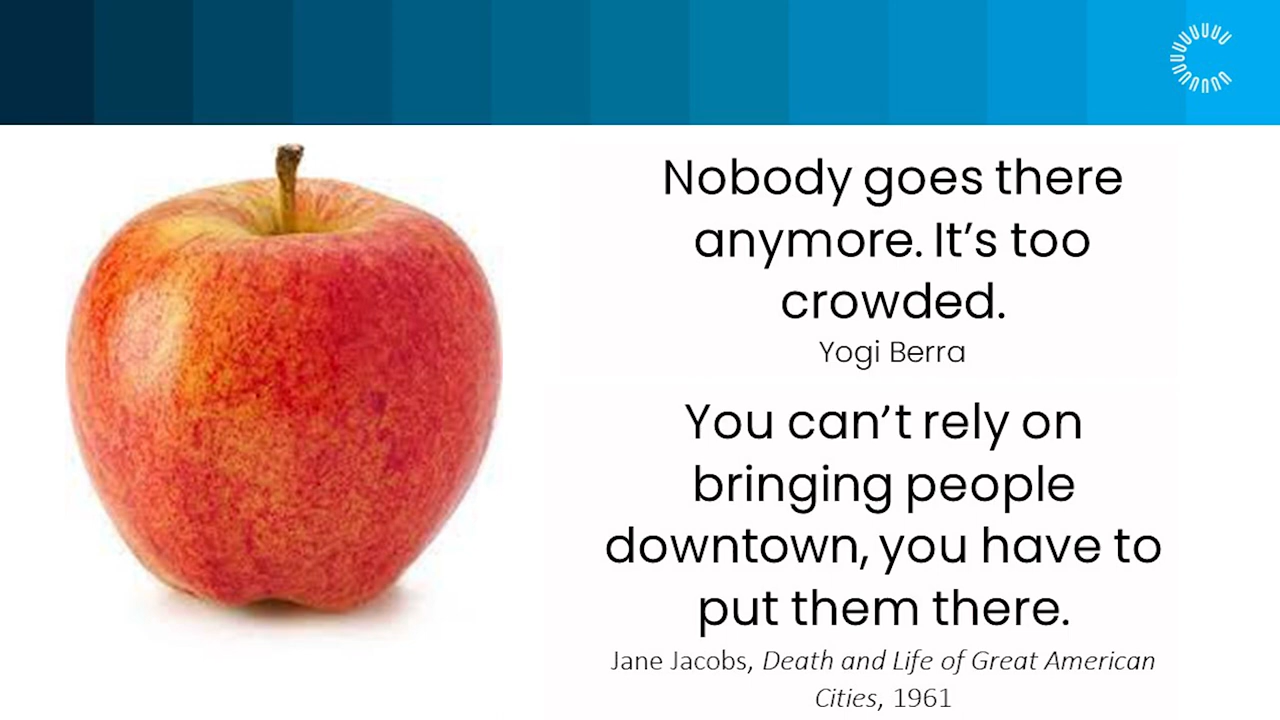 Nobody goes there
anymore. It’s too
crowded.
Yogi Berra
You can’t rely on
bringing people
downtown, you have to
put them there.
Jane Jacobs, Death and Life of Great American
Cities, 1961